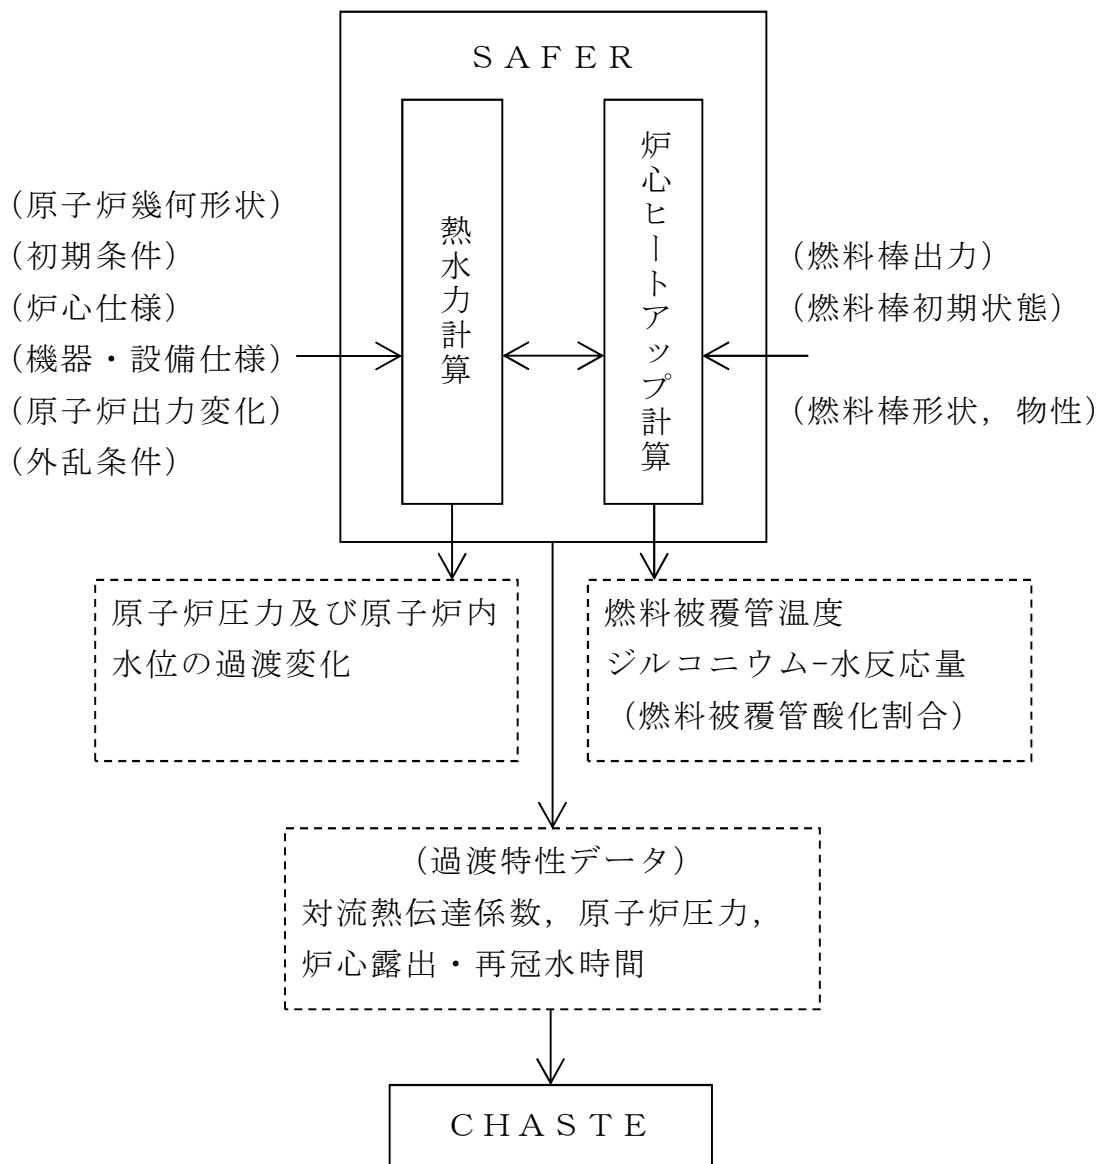 ＳＡＦＥＲ
(原子炉幾何形状)
(初期条件)
(炉心仕様)
(機器・設備仕様)
(原子炉出力変化)
(外乱条件)
熱水力計算
炉心ヒートアップ計算
(燃料棒出力)
(燃料棒初期状態)
(燃料棒形状，物性)
原子炉圧力及び原子炉内
水位の過渡変化
燃料被覆管温度
ジルコニウム−水反応量
(燃料被覆管酸化割合)
(過渡特性データ)
対流熱伝達係数，原子炉圧力，
炉心露出・再冠水時間
ＣＨＡＳＴＥ